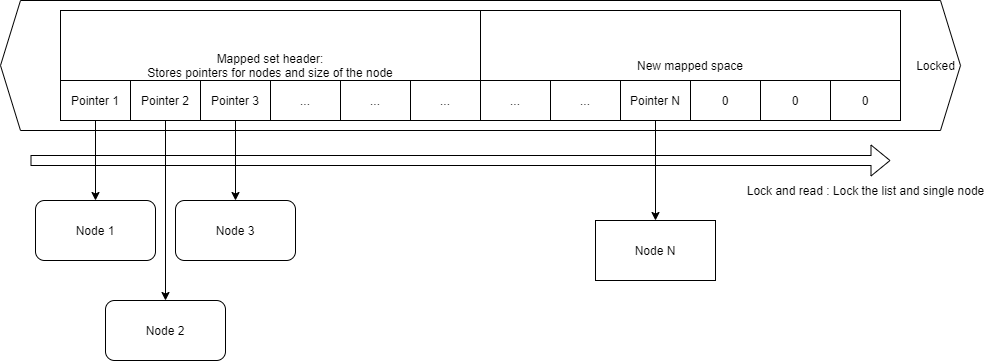 Mapped set header:
Stores pointers for nodes and size of the node
New mapped space
Locked
Pointer 1
Pointer 2
Pointer 3
...
...
...
...
...
Pointer N
0
0
0
Lock and read : Lock the list and single node
Node 1
Node 3
Node N
Node 2